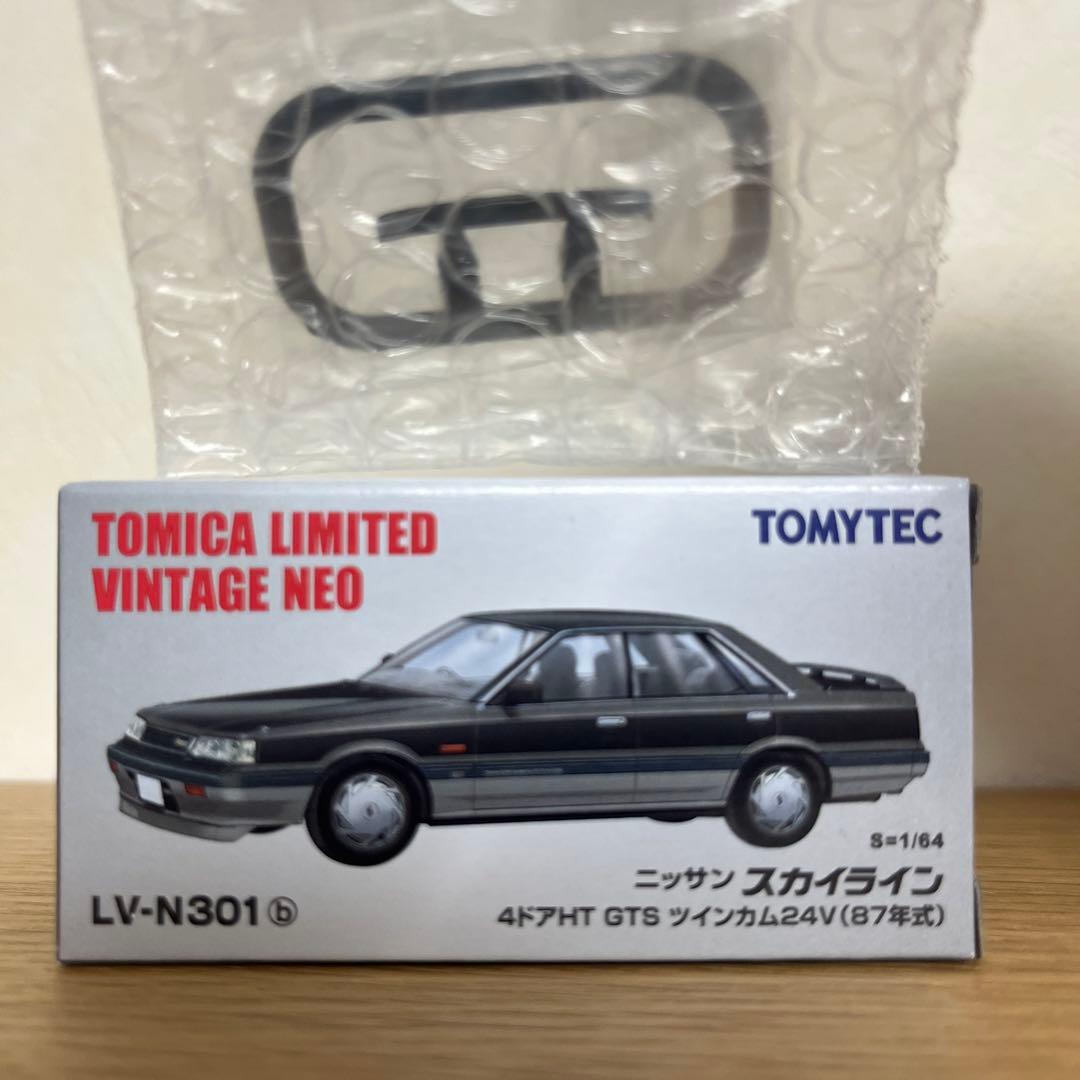 TOMICA LIMITED
VINTAGE NEO
TOMYTEC
S=1/64
ニッサン スカイライン
LV-N301 ⓑ
4ドアHT GTS ツインカム24V(87年式)